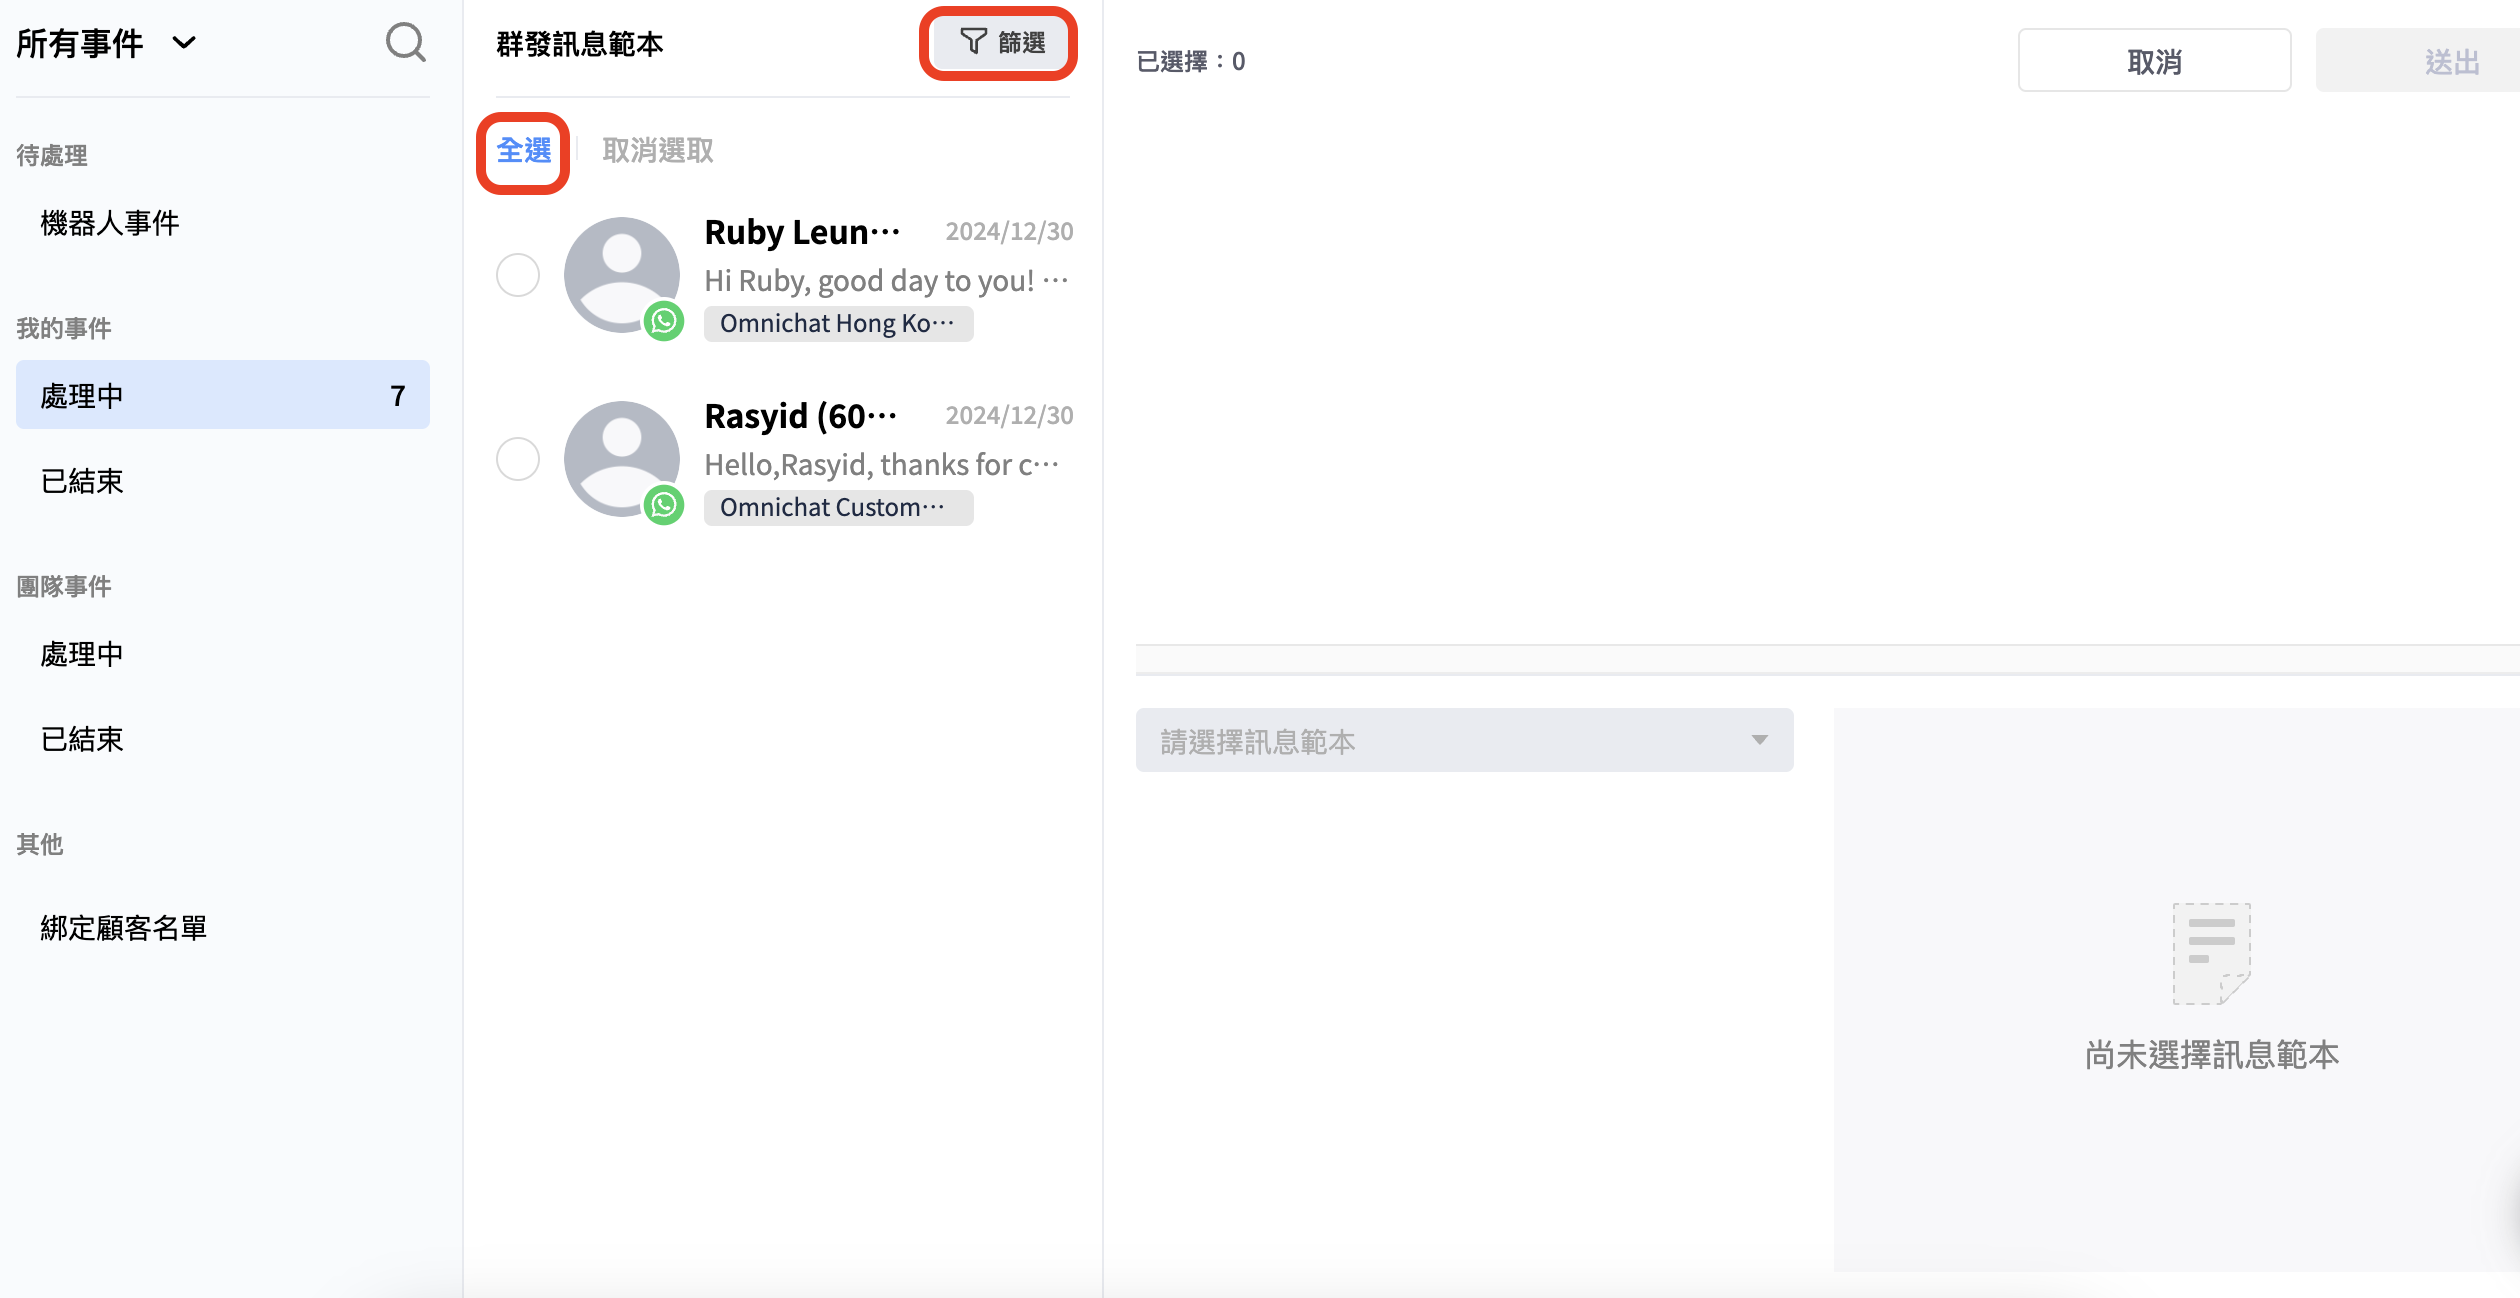 所有事件
待處理
機器人事件
我的事件
處理中 7
已結束
團隊事件
處理中
已結束
其他
綁定顧客名單
群發訊息範本 篩選
全選 取消選取
Ruby Leun··· 2024/12/30
Hi Ruby, good day to you! ···
Omnichat Hong Ko···
Rasyid (60··· 2024/12/30
Hello,Rasyid, thanks for c···
Omnichat Custom···
已選擇：0 取消 送出
請選擇訊息範本
尚未選擇訊息範本